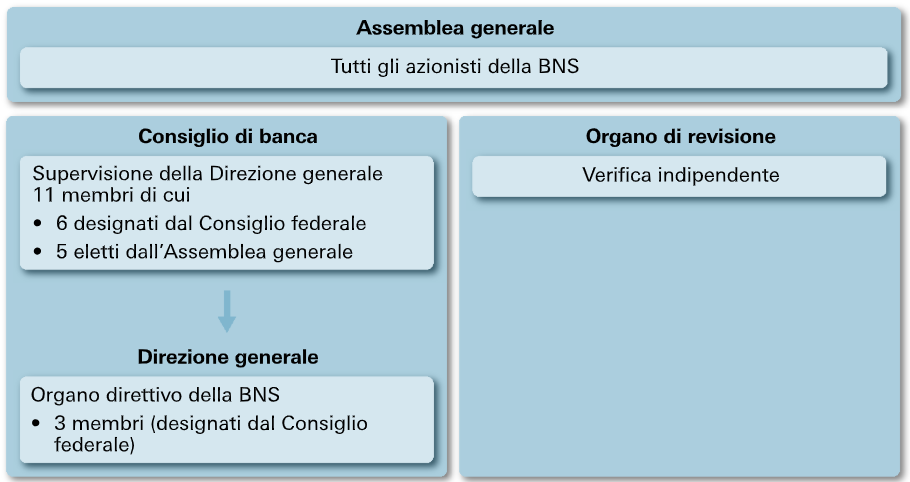 Assemblea generale
Tutti gli azionisti della BNS
Consiglio di banca
Supervisione della Direzione generale
11 membri di cui
• 6 designati dal Consiglio federale
• 5 eletti dall'Assemblea generale
Direzione generale
Organo direttivo della BNS
• 3 membri (designati dal Consiglio
federale)
Organo di revisione
Verifica indipendente